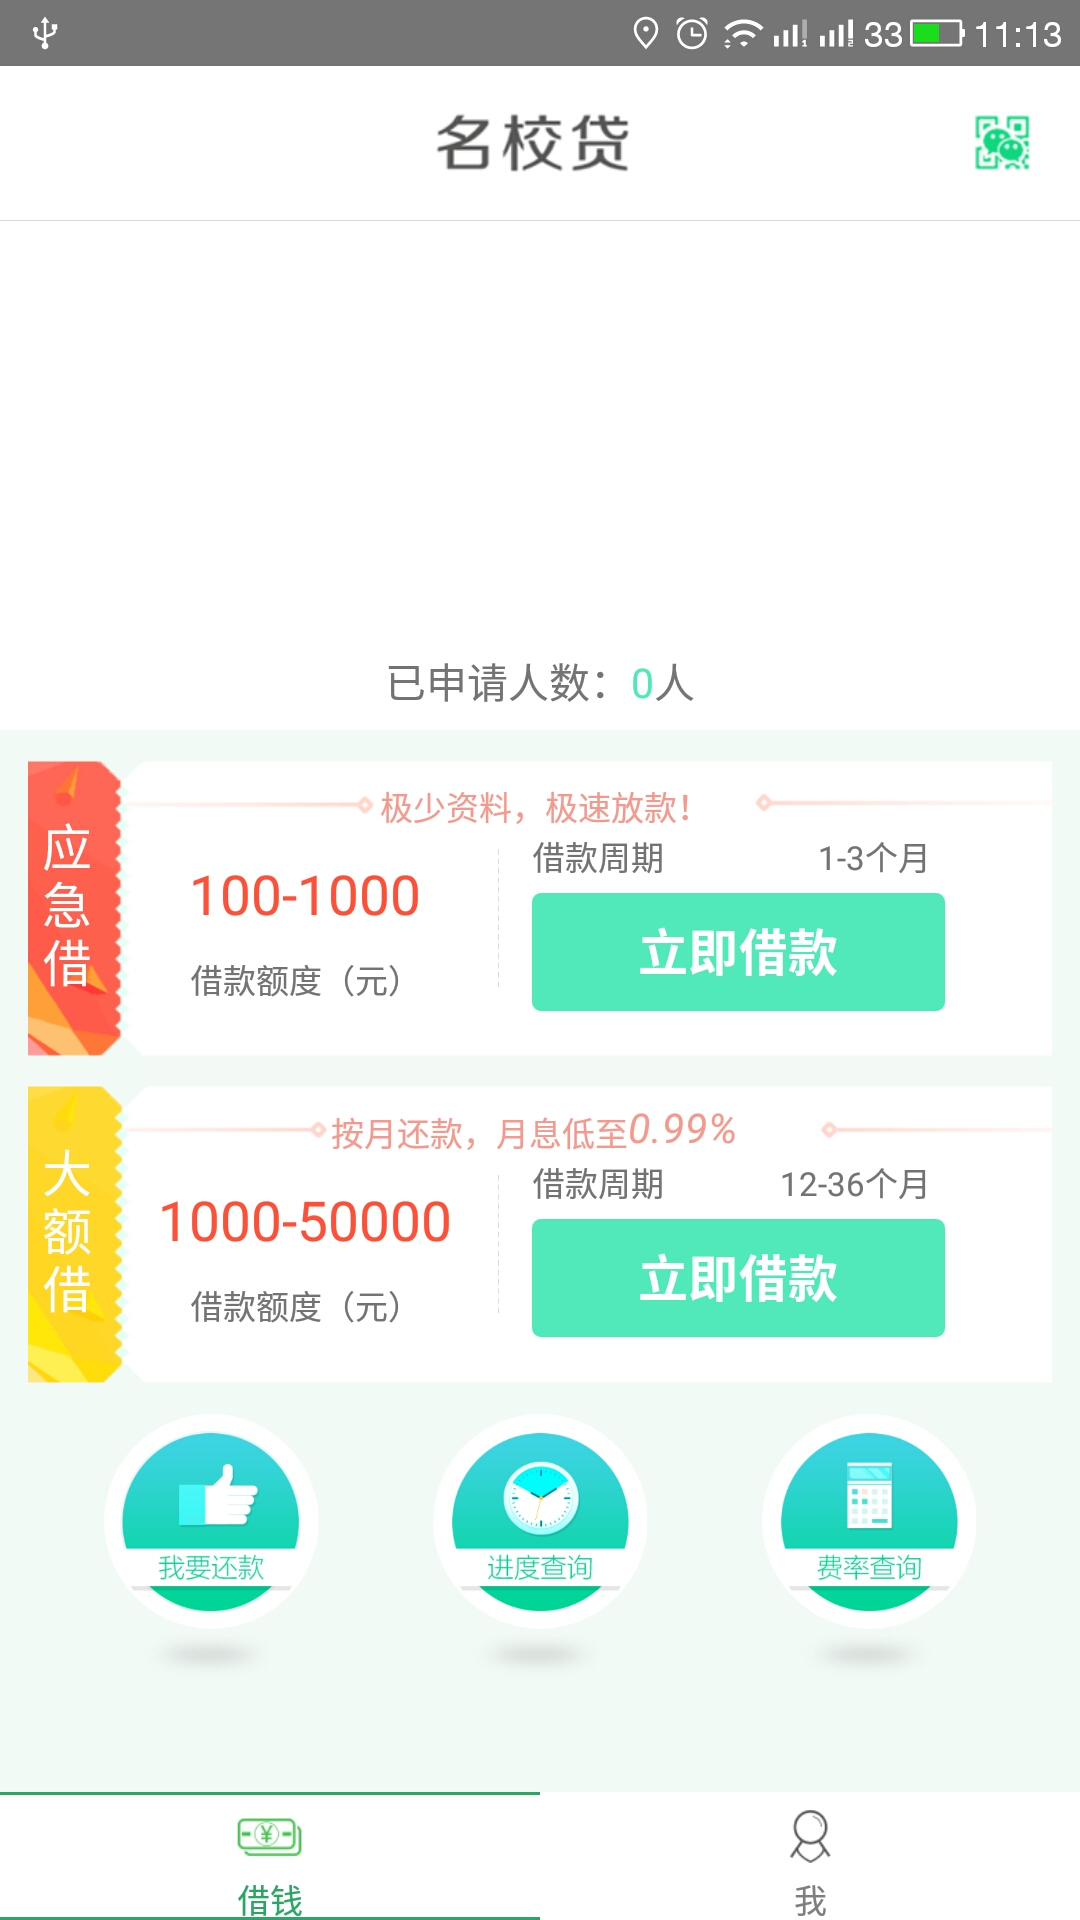 33 11:13
名校贷
已申请人数：0人
应急借
极少资料，极速放款！
借款周期 1-3个月
100-1000
立即借款
借款额度（元）
大额借
按月还款，月息低至0.99%
借款周期 12-36个月
1000-50000
立即借款
借款额度（元）
我要还款 进度查询 费率查询
借钱 我